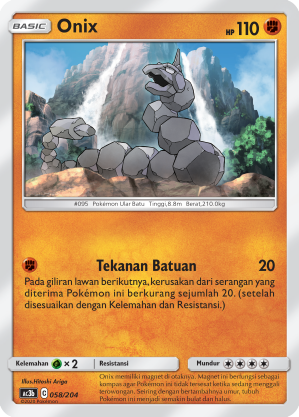 BASIC Onix HP 110
#095 Pokémon Ular Batu Tinggi,8.8m Berat,210.0kg
Tekanan Batuan 20
Pada giliran lawan berikutnya,kerusakan dari serangan yang
diterima Pokémon ini berkurang sejumlah 20. (setelah
disesuaikan dengan Kelemahan dan Resistansi.)
Kelemahan ×2 Resistansi Mundur
Illus.Hitoshi Ariga
Onix memiliki magnet di otaknya. Magnet ini berfungsi sebagai
kompas agar Pokémon ini tidak tersesat ketika sedang menggali
terowongan. Seiring bertambahnya umur, tubuh
Pokémon ini menjadi semakin bulat dan halus.
ac3b C 058/204